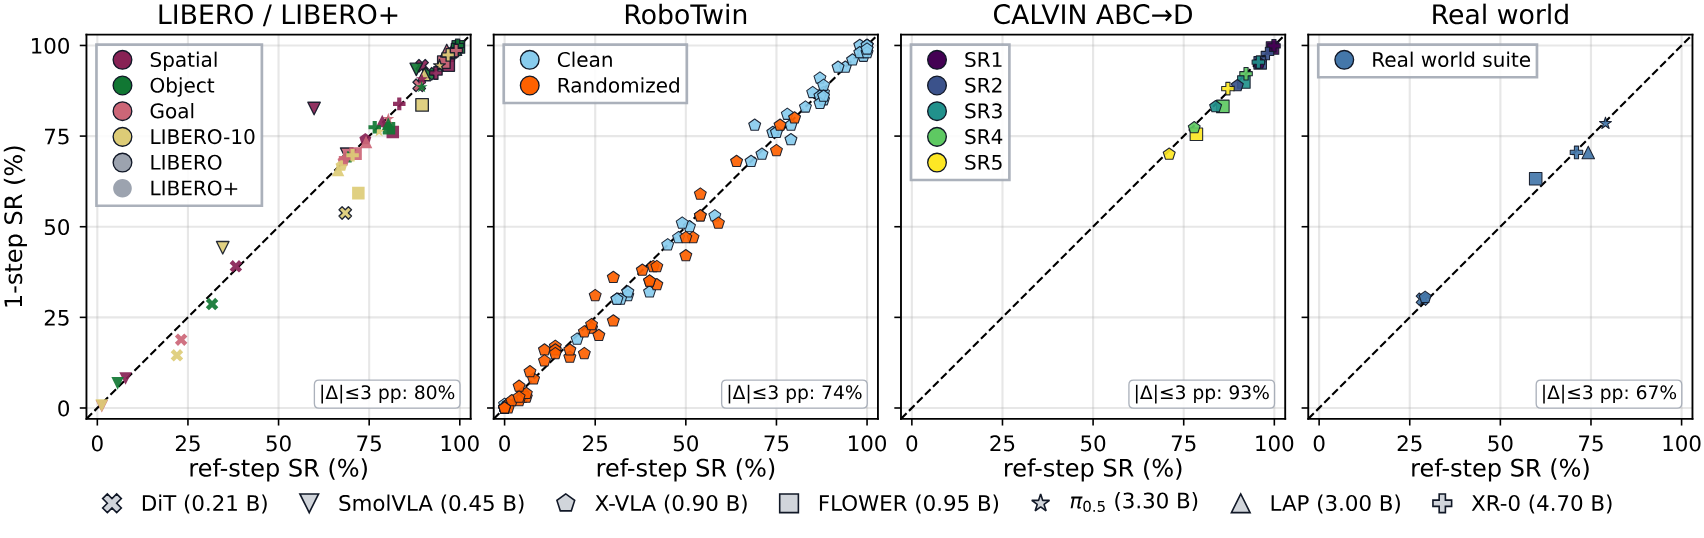 LIBERO / LIBERO+
RoboTwin
CALVIN ABC→D
Real world
1-step SR (%)
100
75
50
25
0
Spatial
Object
Goal
LIBERO-10
LIBERO
LIBERO+
|Δ|≤3 pp: 80%
0 25 50 75 100
ref-step SR (%)
Clean
Randomized
|Δ|≤3 pp: 74%
0 25 50 75 100
ref-step SR (%)
SR1
SR2
SR3
SR4
SR5
|Δ|≤3 pp: 93%
0 25 50 75 100
ref-step SR (%)
Real world suite
|Δ|≤3 pp: 67%
0 25 50 75 100
ref-step SR (%)
DiT (0.21 B) SmolVLA (0.45 B) X-VLA (0.90 B) FLOWER (0.95 B) π0.5 (3.30 B) LAP (3.00 B) XR-0 (4.70 B)